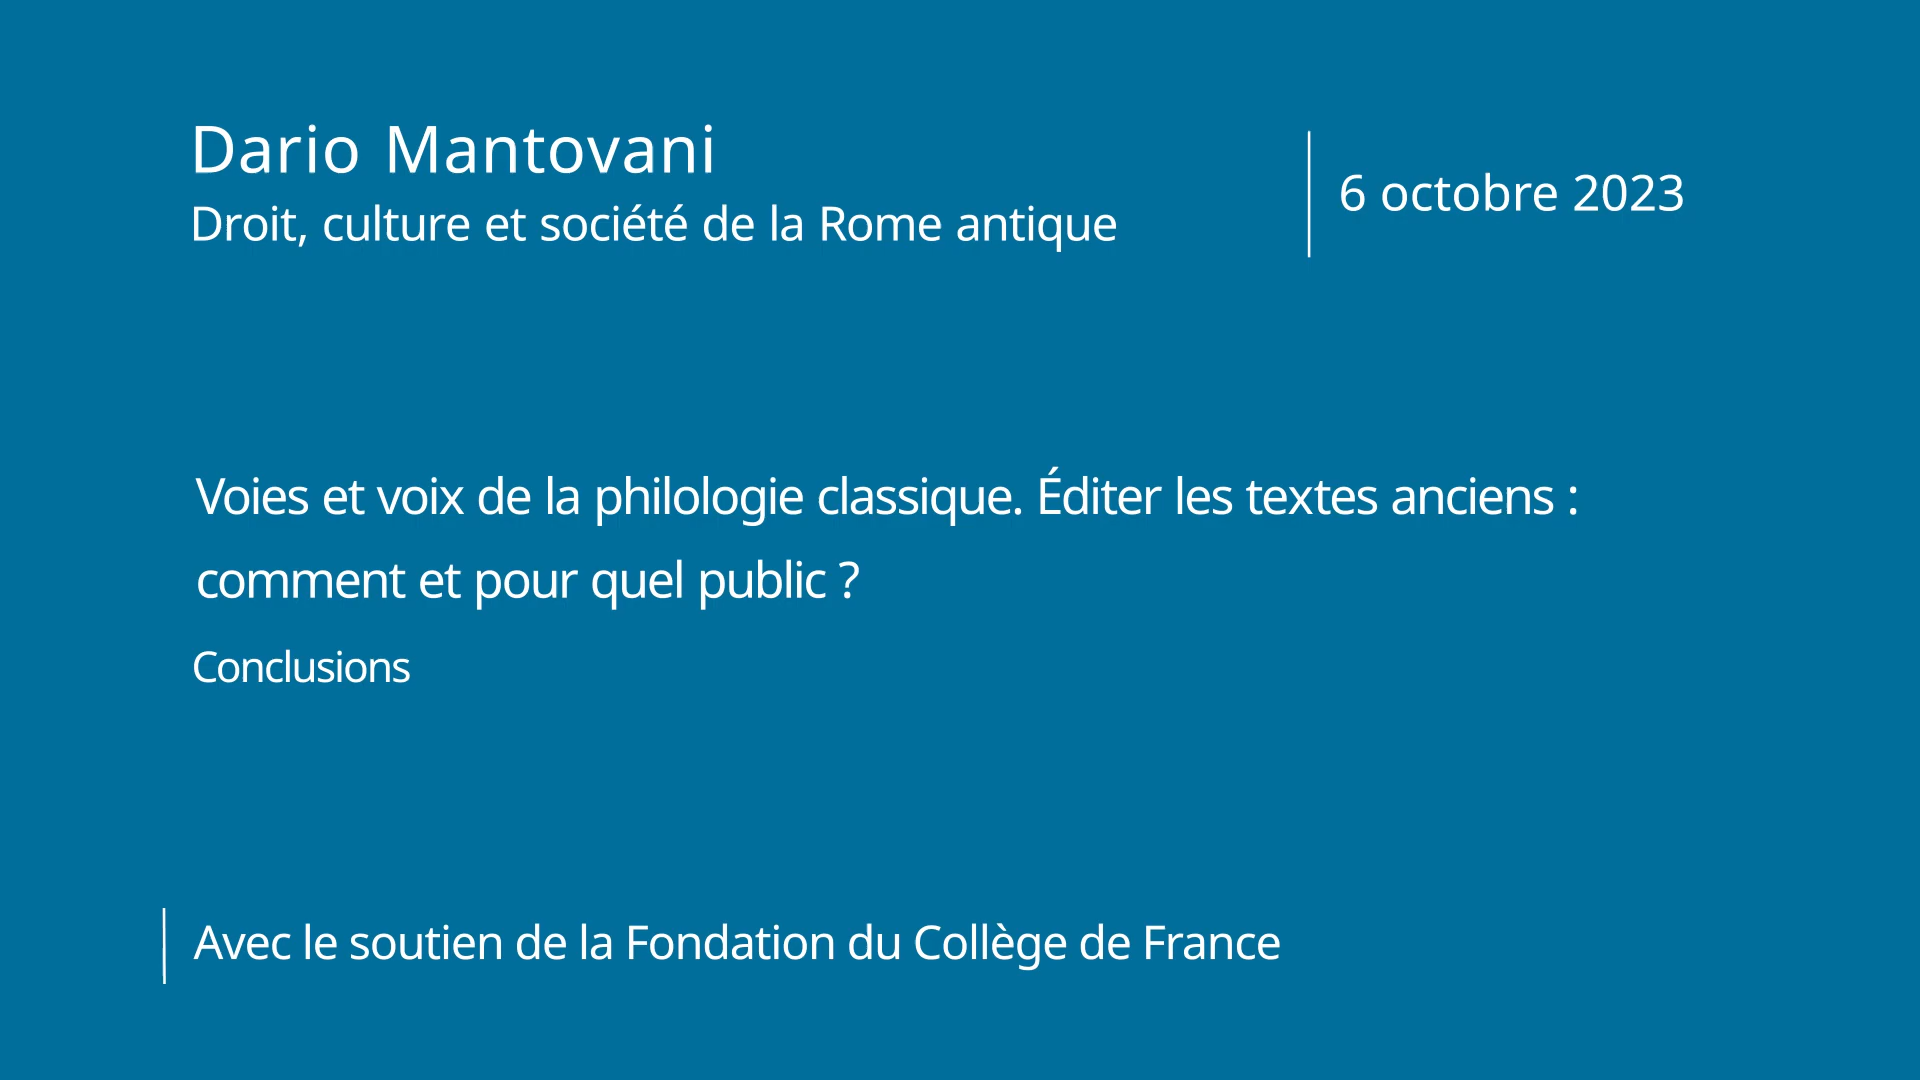 Dario Mantovani
Droit, culture et société de la Rome antique
6 octobre 2023
Voies et voix de la philologie classique. Éditer les textes anciens :
comment et pour quel public ?
Conclusions
Avec le soutien de la Fondation du Collège de France